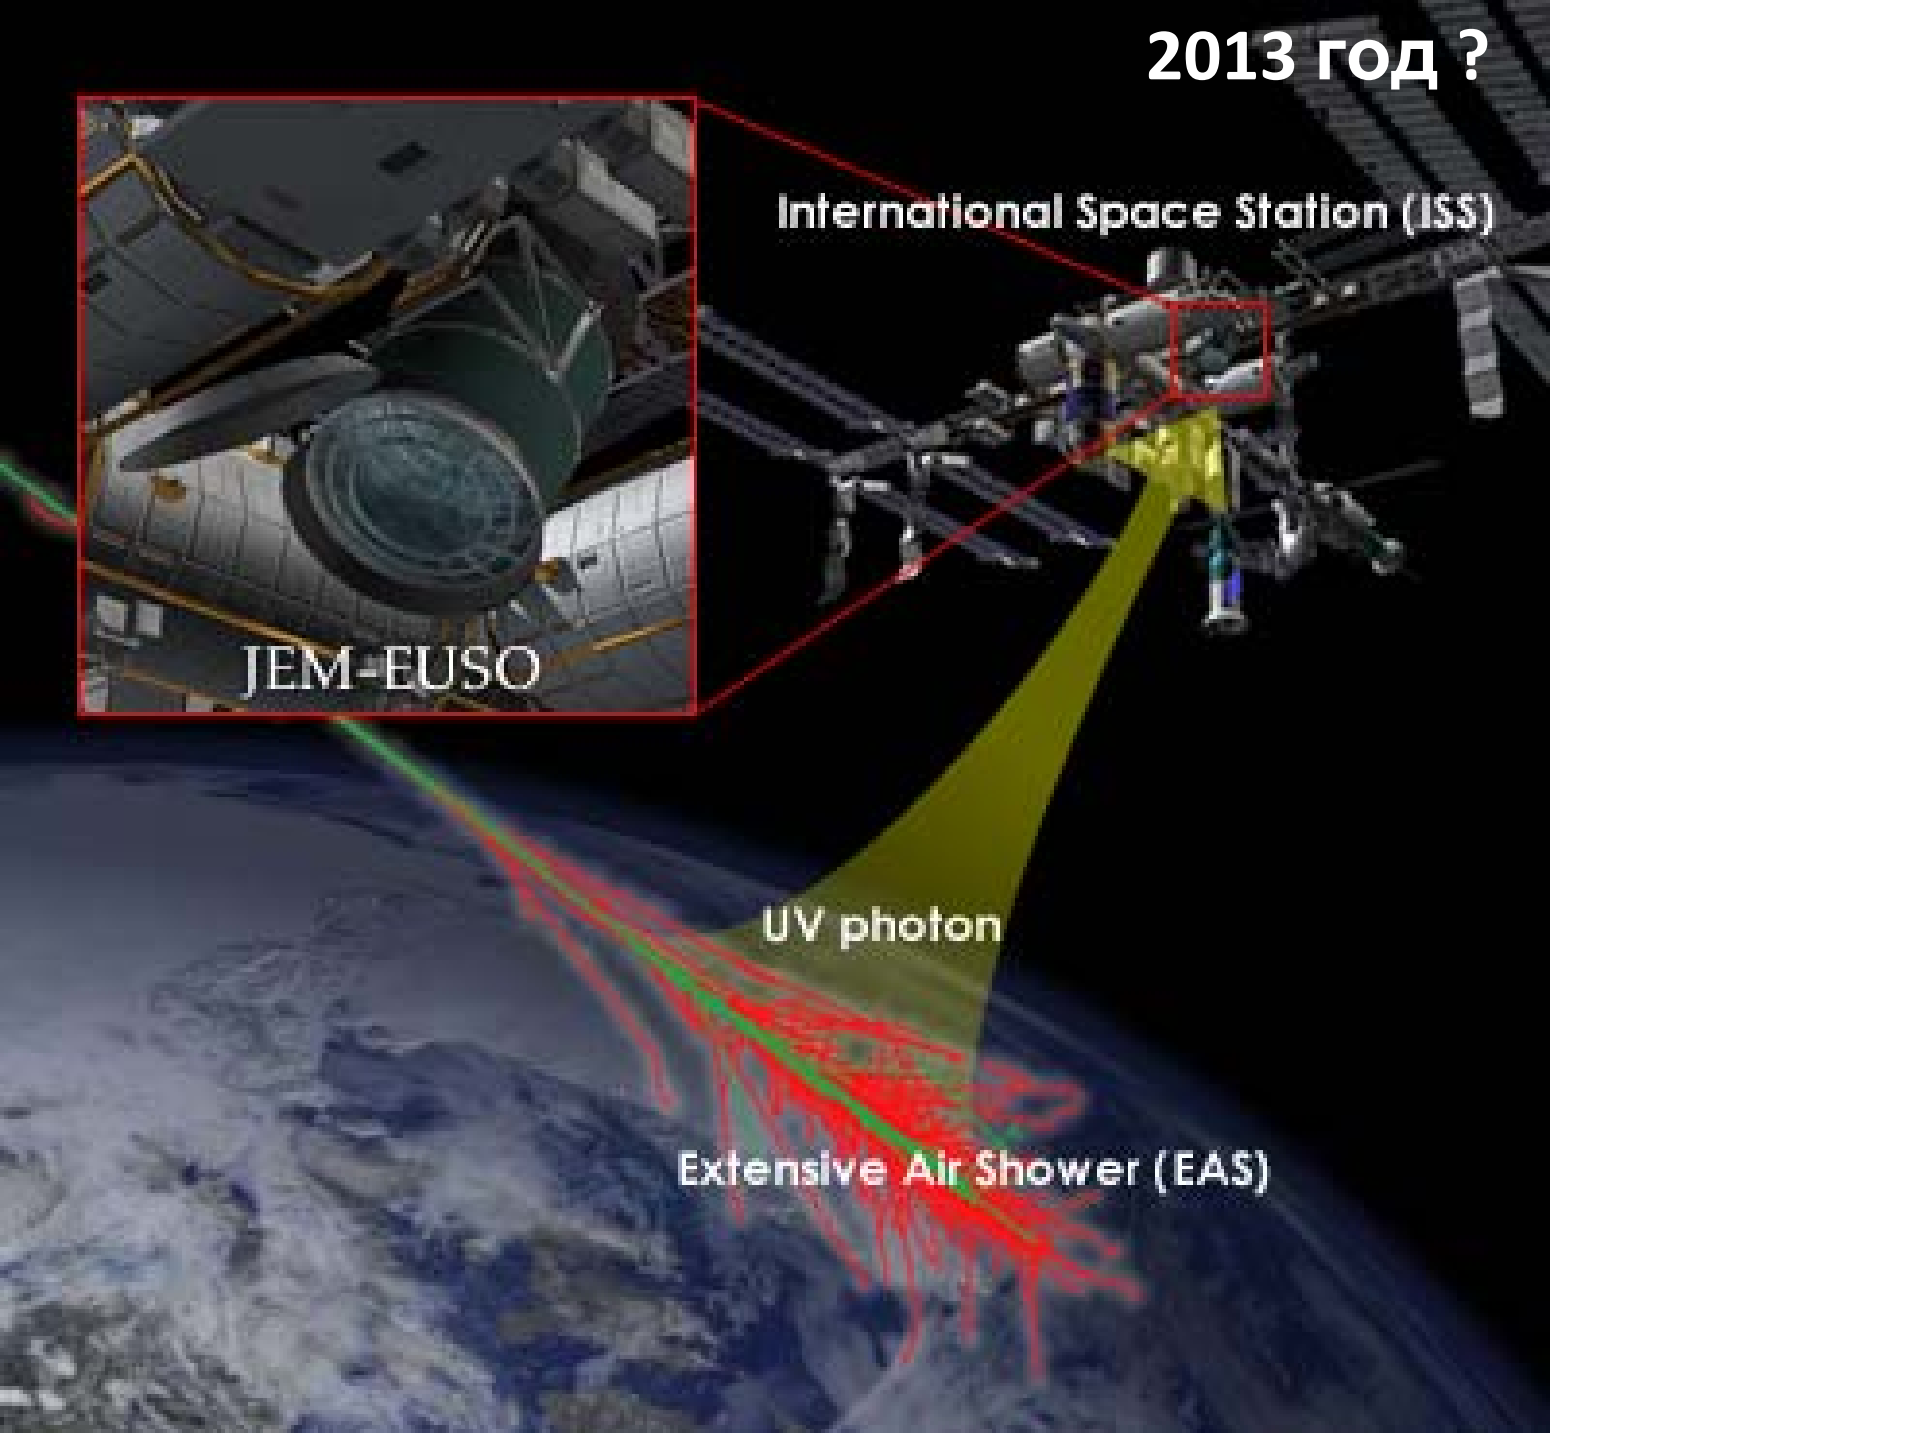 2013 год ?
International Space Station (ISS)
JEM-EUSO
UV photon
Extensive Air Shower (EAS)